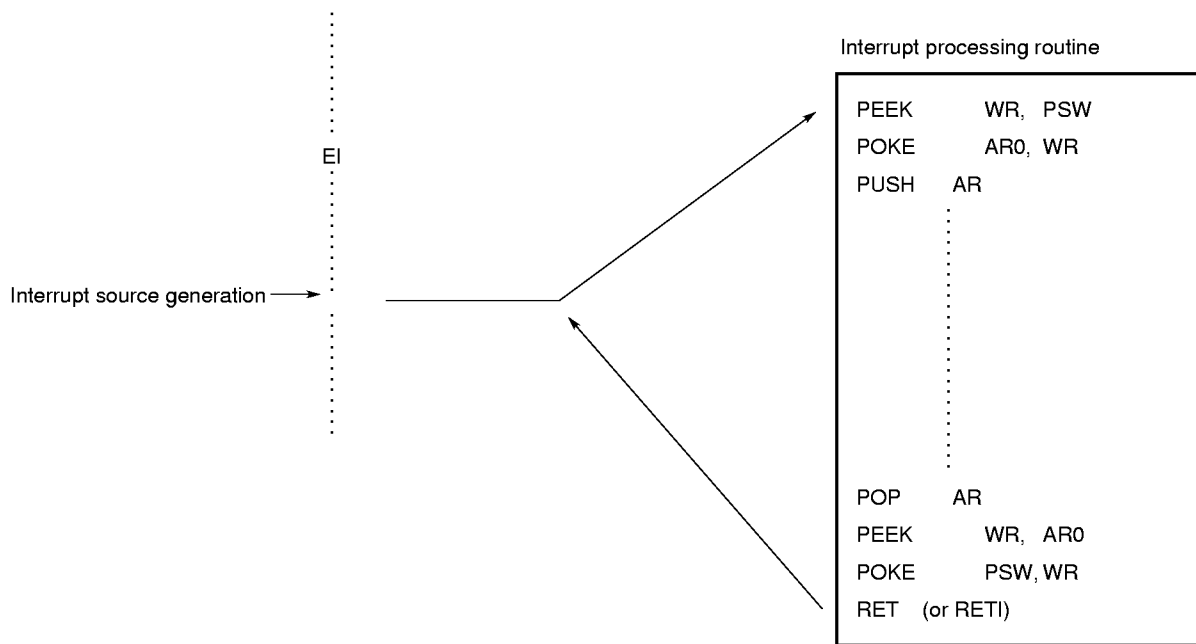 Interrupt processing routine
PEEK WR, PSW
POKE AR0, WR
PUSH AR
EI
Interrupt source generation
POP AR
PEEK WR, AR0
POKE PSW, WR
RET (or RETI)